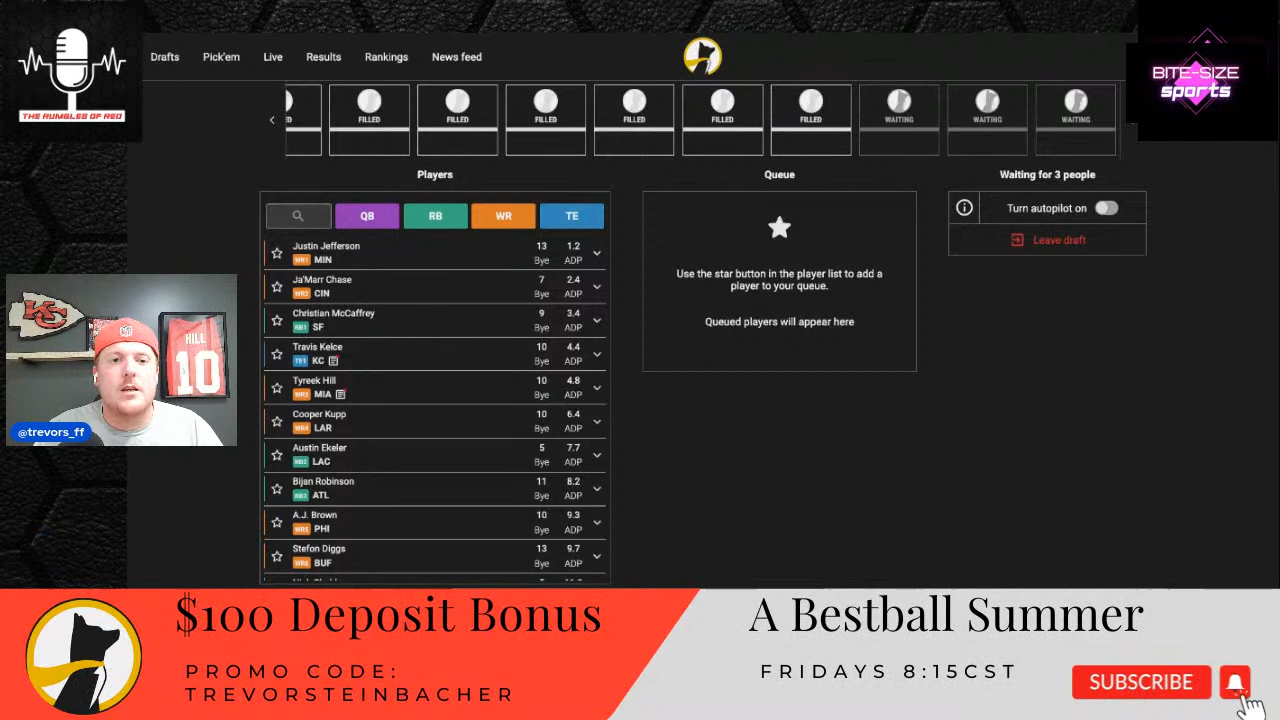 THE RUMBLES OF RED
Drafts
Pick'em
Live
Results
Rankings
News feed
BITE-SIZE
sports
FILLED
FILLED
FILLED
FILLED
FILLED
FILLED
WAITING
WAITING
WAITING
Players
Queue
Waiting for 3 people
QB
RB
WR
TE
Turn autopilot on
Leave draft
Use the star button in the player list to add a
player to your queue.
Queued players will appear here
Justin Jefferson 13 1.2
WR1 MIN Bye ADP
Ja'Marr Chase 7 2.4
WR2 CIN Bye ADP
Christian McCaffrey 9 3.4
RB1 SF Bye ADP
Travis Kelce 10 4.4
TE1 KC Bye ADP
Tyreek Hill 10 4.8
WR3 MIA Bye ADP
Cooper Kupp 10 6.4
WR4 LAR Bye ADP
Austin Ekeler 5 7.7
RB2 LAC Bye ADP
Bijan Robinson 11 8.2
RB3 ATL Bye ADP
A.J. Brown 10 9.3
WR5 PHI Bye ADP
Stefon Diggs 13 9.7
WR6 BUF Bye ADP
KC
HILL
10
@trevors_ff
$100 Deposit Bonus
PROMO CODE:
TREVORSTEINBACHER
A Bestball Summer
FRIDAYS 8:15CST
SUBSCRIBE